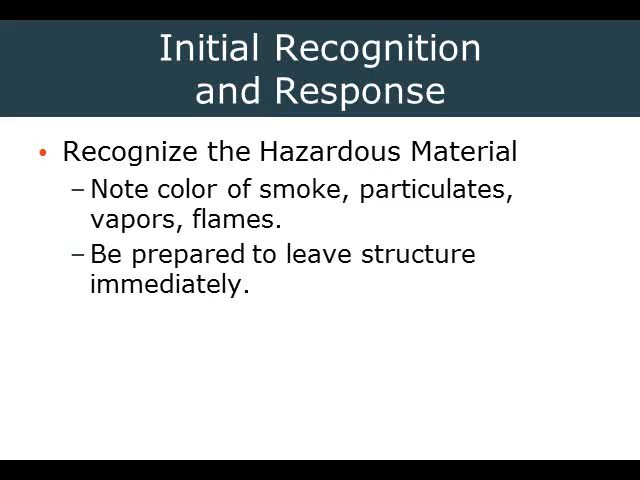 Initial Recognition
and Response
• Recognize the Hazardous Material
– Note color of smoke, particulates,
vapors, flames.
– Be prepared to leave structure
immediately.